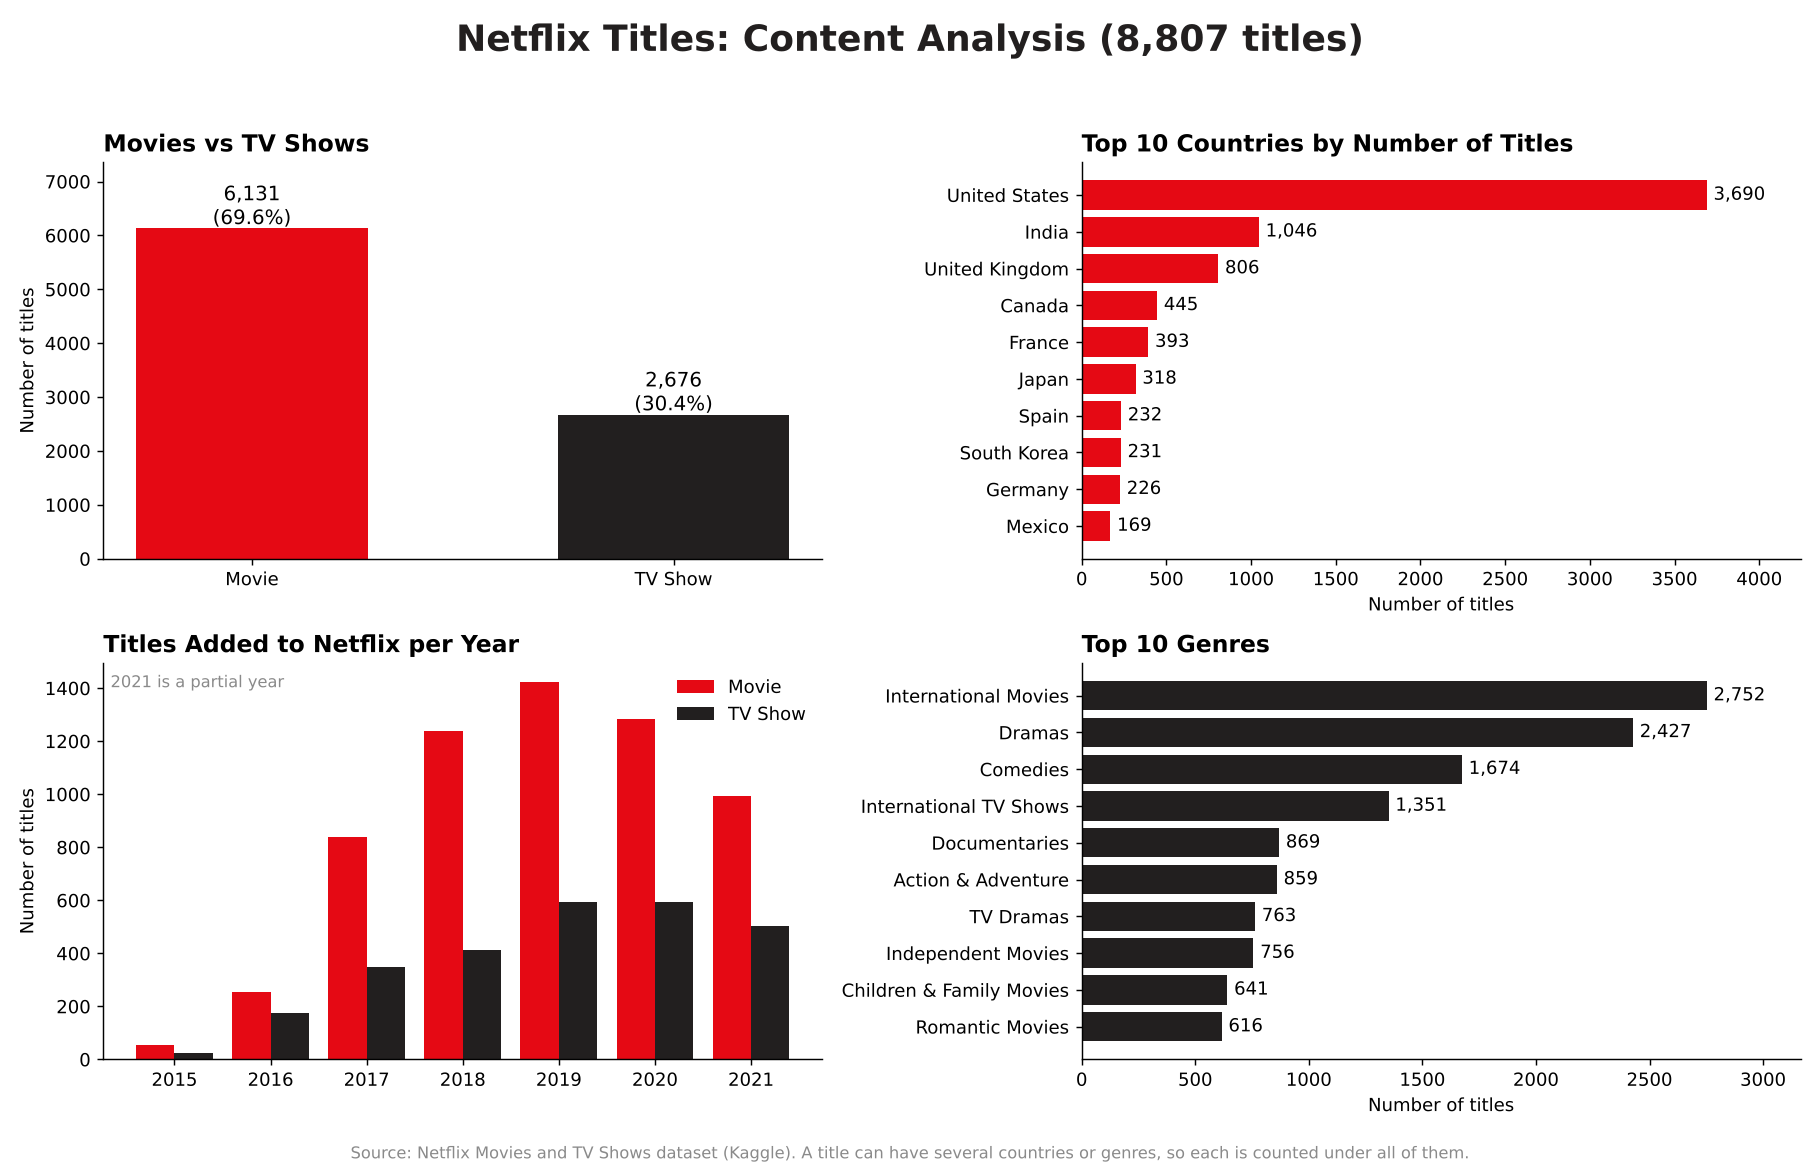 Netflix Titles: Content Analysis (8,807 titles)
Movies vs TV Shows
Number of titles
7000
6000
5000
4000
3000
2000
1000
0
6,131
(69.6%)
2,676
(30.4%)
Movie
TV Show
Top 10 Countries by Number of Titles
United States 3,690
India 1,046
United Kingdom 806
Canada 445
France 393
Japan 318
Spain 232
South Korea 231
Germany 226
Mexico 169
0 500 1000 1500 2000 2500 3000 3500 4000
Number of titles
Titles Added to Netflix per Year
2021 is a partial year
Movie
TV Show
Number of titles
1400
1200
1000
800
600
400
200
0
2015 2016 2017 2018 2019 2020 2021
Top 10 Genres
International Movies 2,752
Dramas 2,427
Comedies 1,674
International TV Shows 1,351
Documentaries 869
Action & Adventure 859
TV Dramas 763
Independent Movies 756
Children & Family Movies 641
Romantic Movies 616
0 500 1000 1500 2000 2500 3000
Number of titles
Source: Netflix Movies and TV Shows dataset (Kaggle). A title can have several countries or genres, so each is counted under all of them.